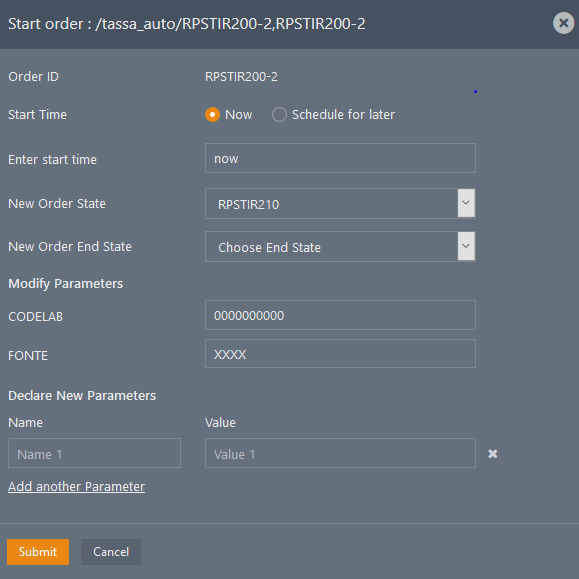 Start order : /tassa_auto/RPSTIR200-2,RPSTIR200-2
Order ID RPSTIR200-2
Start Time Now Schedule for later
Enter start time now
New Order State RPSTIR210
New Order End State Choose End State
Modify Parameters
CODELAB 0000000000
FONTE XXXX
Declare New Parameters
Name Value
Name 1 Value 1
Add another Parameter
Submit Cancel